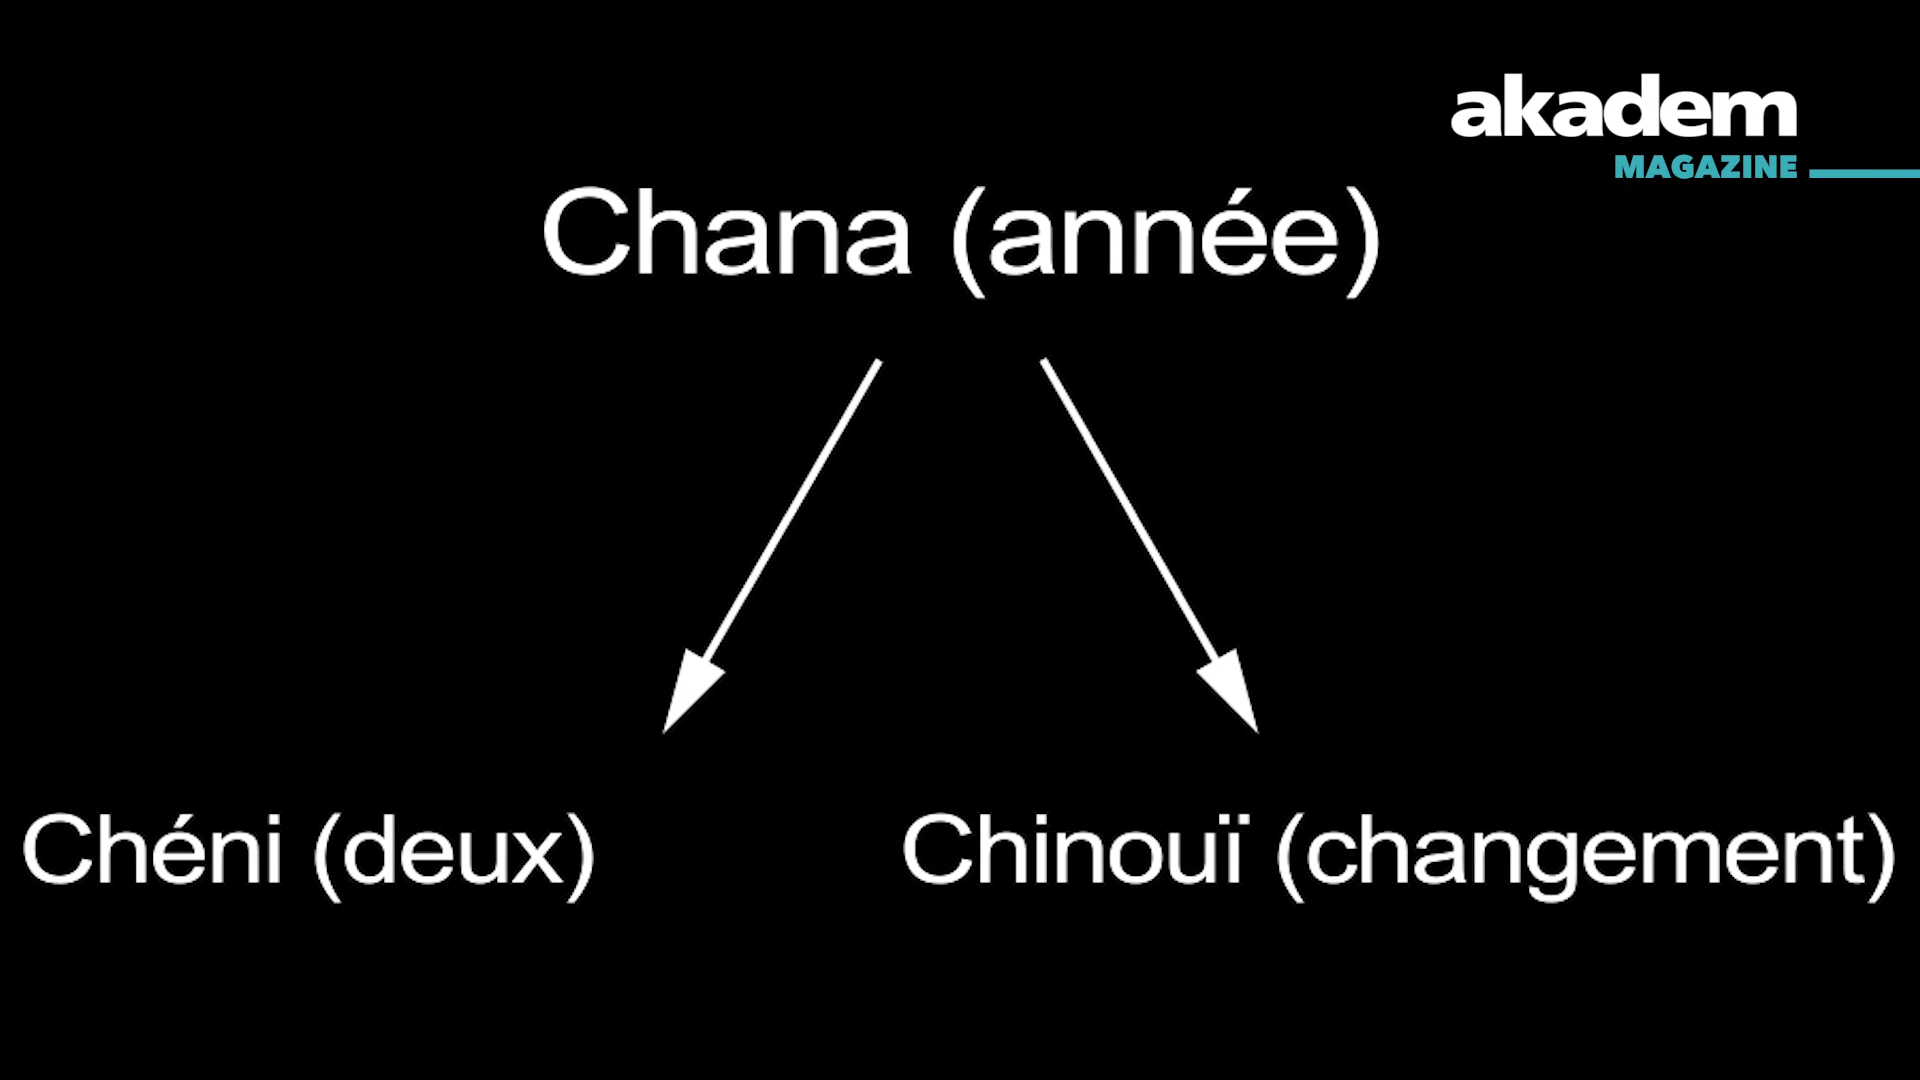 akadem
MAGAZINE
Chana (année)
Chéni (deux)
Chinouï (changement)